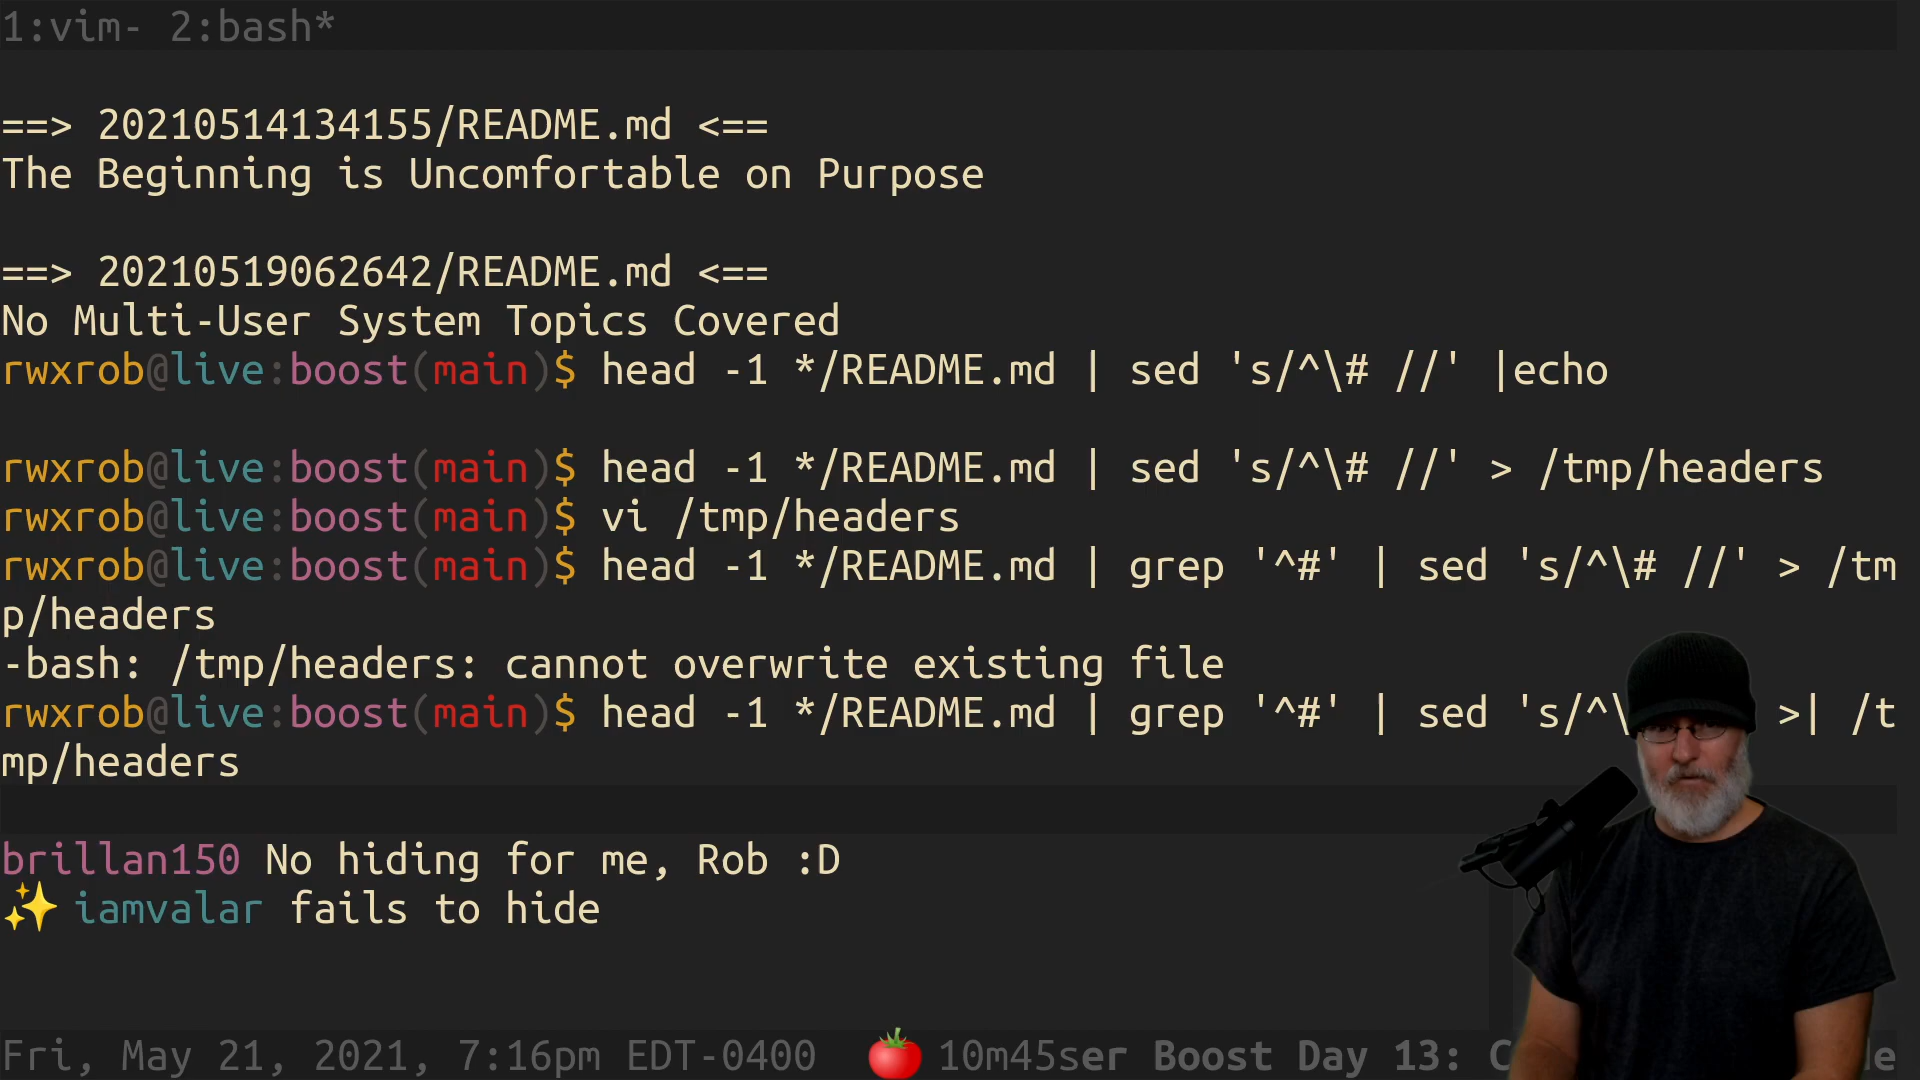 1:vim- 2:bash*
==> 20210514134155/README.md <==
The Beginning is Uncomfortable on Purpose
==> 20210519062642/README.md <==
No Multi-User System Topics Covered
rwxrob@live:boost(main)$ head -1 */README.md | sed 's/^\# //' |echo
rwxrob@live:boost(main)$ head -1 */README.md | sed 's/^\# //' > /tmp/headers
rwxrob@live:boost(main)$ vi /tmp/headers
rwxrob@live:boost(main)$ head -1 */README.md | grep '^#' | sed 's/^\# //' > /tm
p/headers
-bash: /tmp/headers: cannot overwrite existing file
rwxrob@live:boost(main)$ head -1 */README.md | grep '^#' | sed 's/^\ >| /t
mp/headers
brillan150 No hiding for me, Rob :D
✨ iamvalar fails to hide
Fri, May 21, 2021, 7:16pm EDT-0400 🍅 10m45ser Boost Day 13: